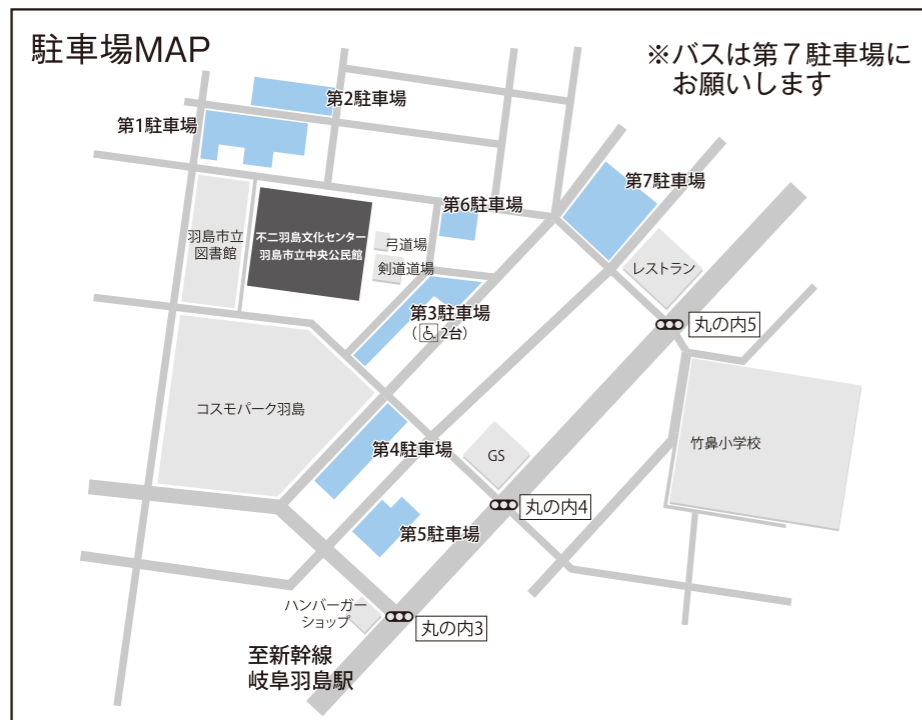 駐車場MAP
※バスは第7駐車場に
お願いします
第2駐車場
第1駐車場
第7駐車場
第6駐車場
羽島市立
図書館
不二羽島文化センター
羽島市立中央公民館
弓道場
剣道道場
レストラン
第3駐車場
(♿2台)
丸の内5
コスモパーク羽島
竹鼻小学校
第4駐車場
GS
丸の内4
第5駐車場
ハンバーガー
ショップ
丸の内3
至新幹線
岐阜羽島駅